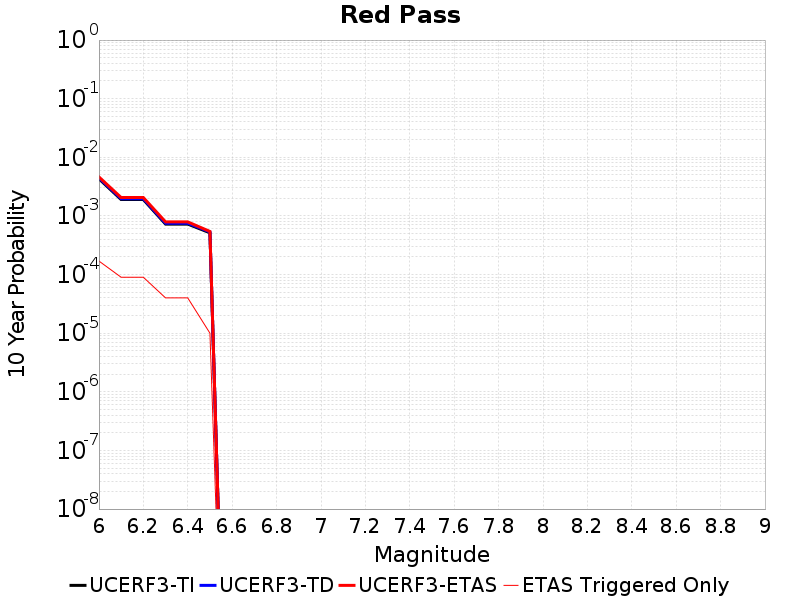 Red Pass
10 Year Probability
10^0
10^-1
10^-2
10^-3
10^-4
10^-5
10^-6
10^-7
10^-8
6 6.2 6.4 6.6 6.8 7 7.2 7.4 7.6 7.8 8 8.2 8.4 8.6 8.8 9
Magnitude
UCERF3-TI UCERF3-TD UCERF3-ETAS ETAS Triggered Only